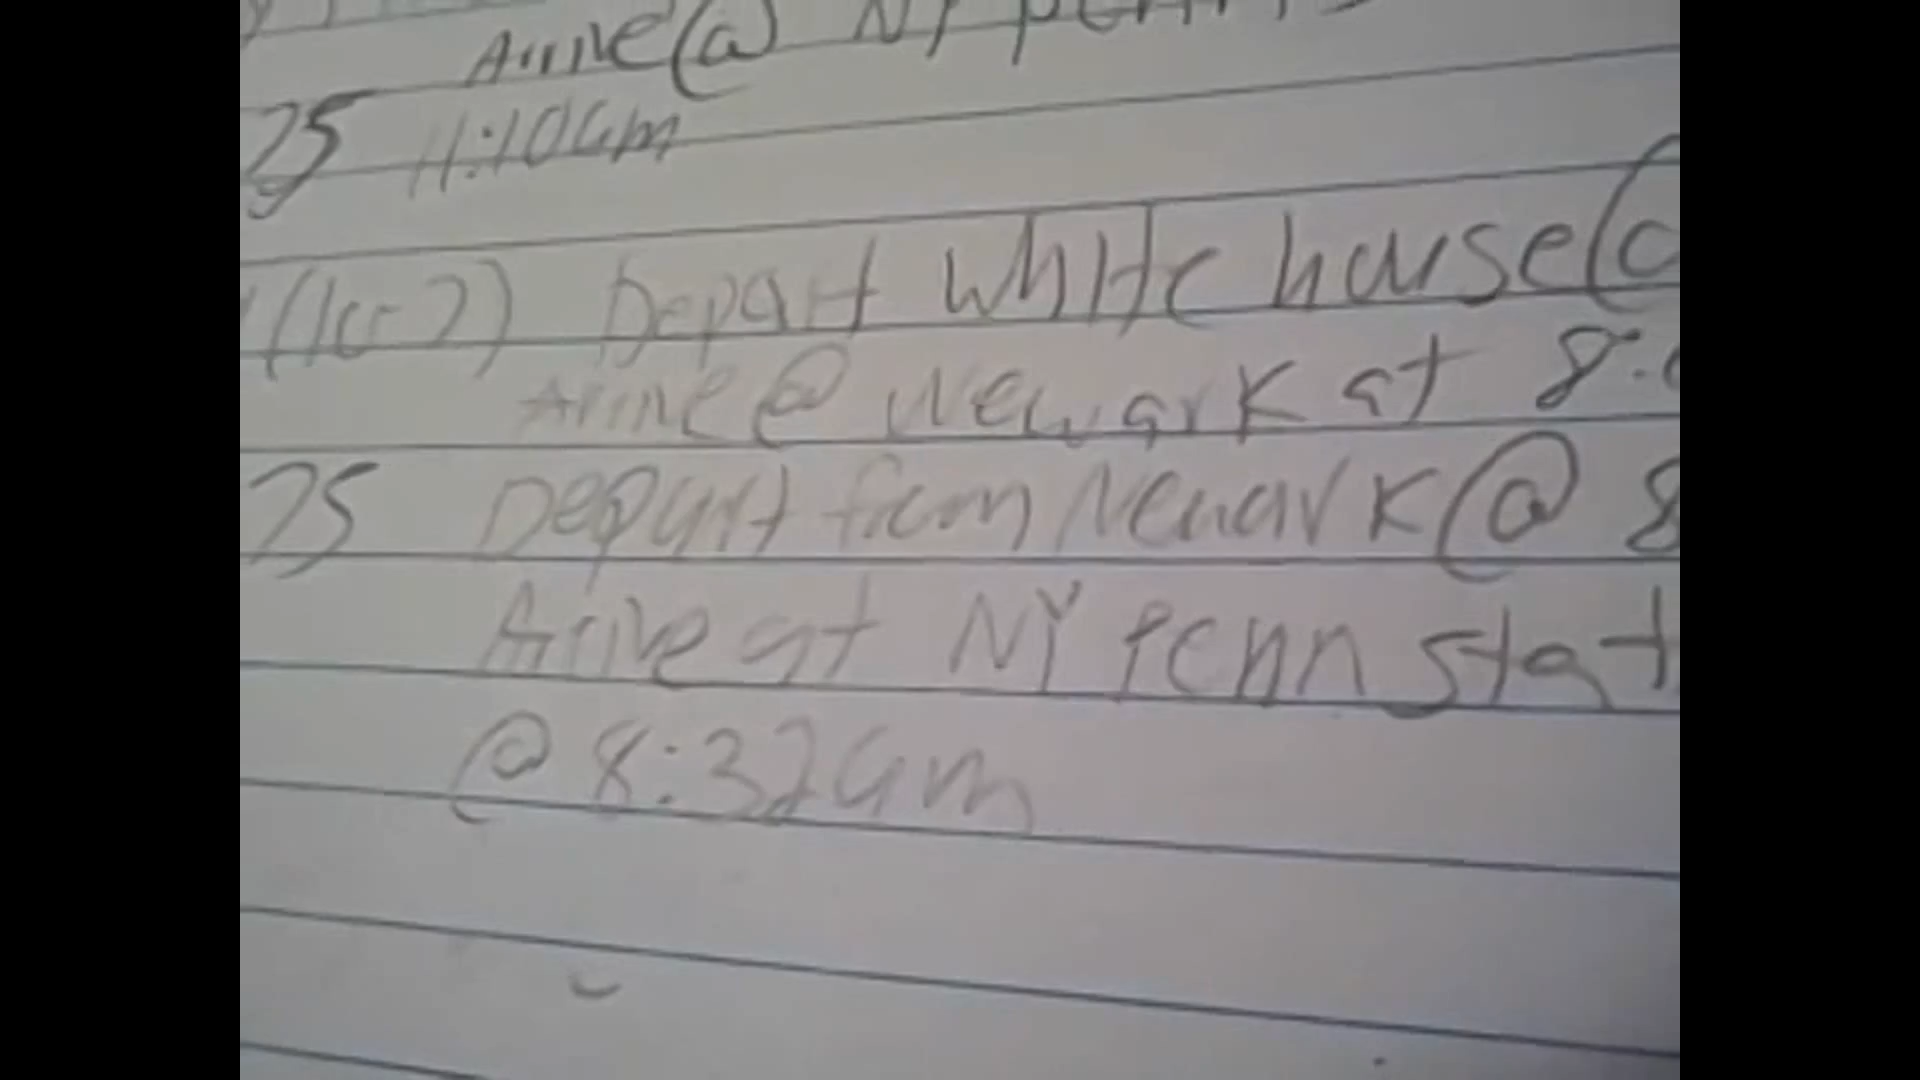 Arrive @ NY penn
25 11:10am
Depart White house @
Arrive @ Newark at 8:
25 Depart from Newark @ 8
Arrive at NY Penn stat
@ 8:32am